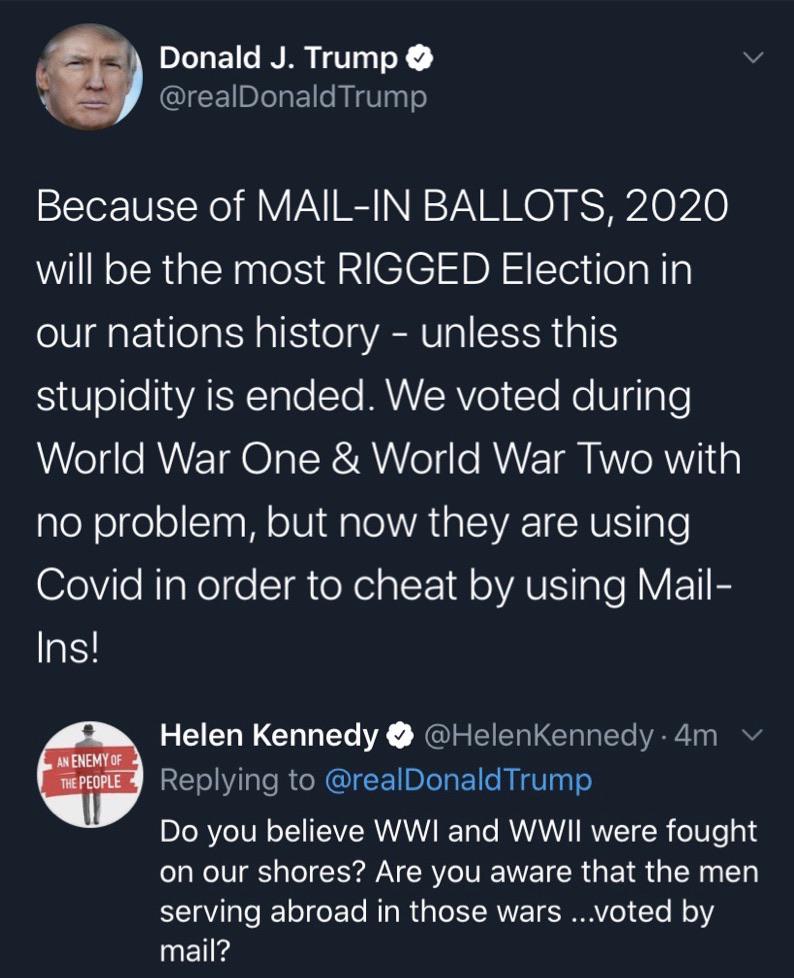 Donald J. Trump
@realDonaldTrump
Because of MAIL-IN BALLOTS, 2020
will be the most RIGGED Election in
our nations history - unless this
stupidity is ended. We voted during
World War One & World War Two with
no problem, but now they are using
Covid in order to cheat by using Mail-
Ins!
Helen Kennedy @HelenKennedy · 4m
AN ENEMY OF
THE PEOPLE
Replying to @realDonaldTrump
Do you believe WWI and WWII were fought
on our shores? Are you aware that the men
serving abroad in those wars ...voted by
mail?